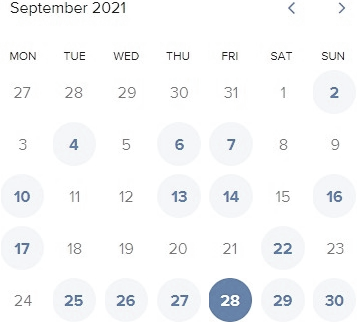 September 2021
MON TUE WED THU FRI SAT SUN
27 28 29 30 31 1 2
3 4 5 6 7 8 9
10 11 12 13 14 15 16
17 18 19 20 21 22 23
24 25 26 27 28 29 30